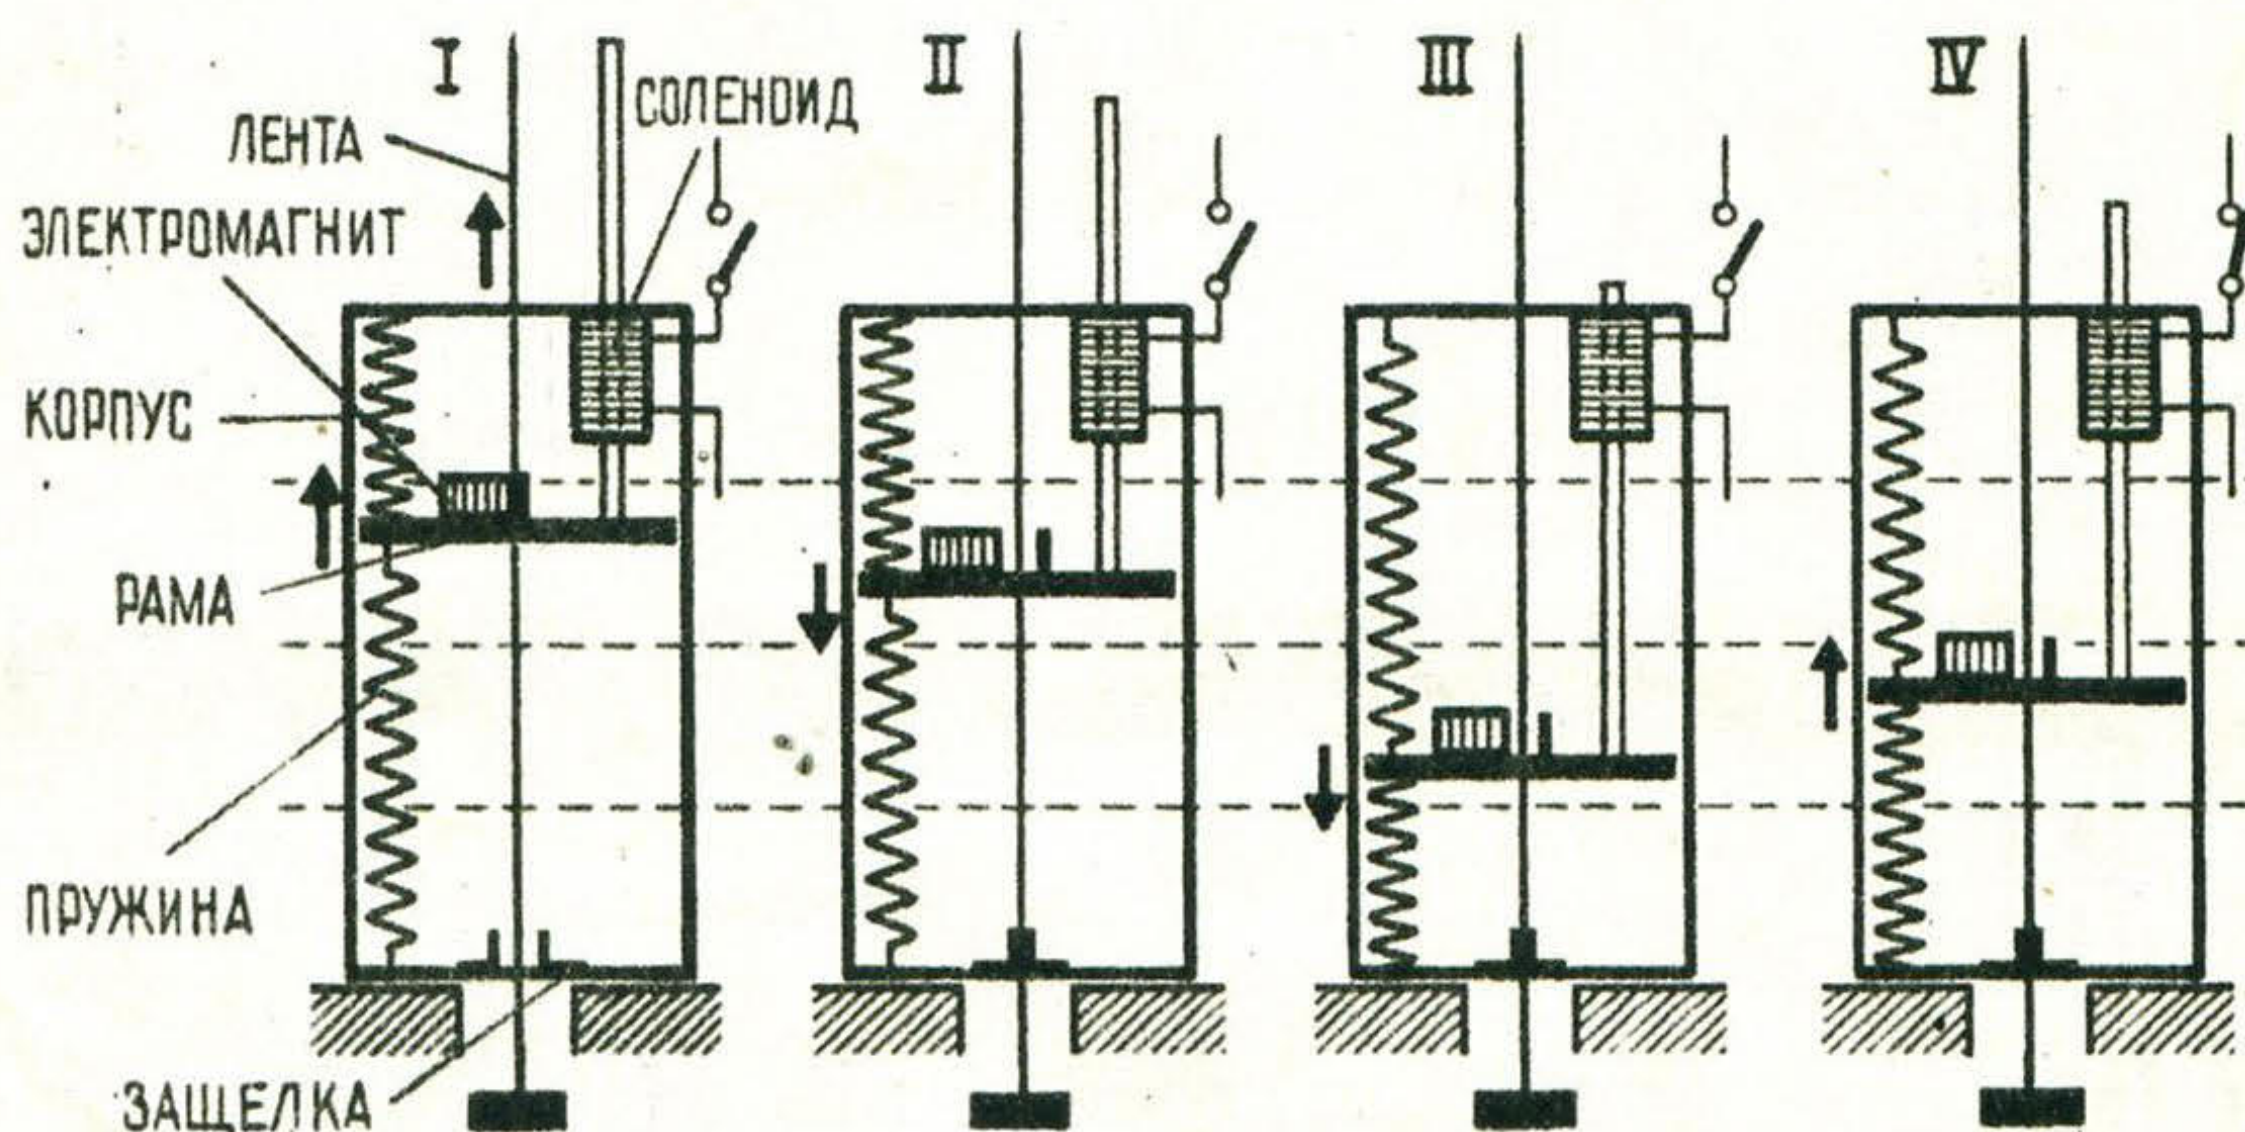 I
II
III
IV
СОЛЕНОИД
ЛЕНТА
ЭЛЕКТРОМАГНИТ
КОРПУС
РАМА
ПРУЖИНА
ЗАЩЕЛКА